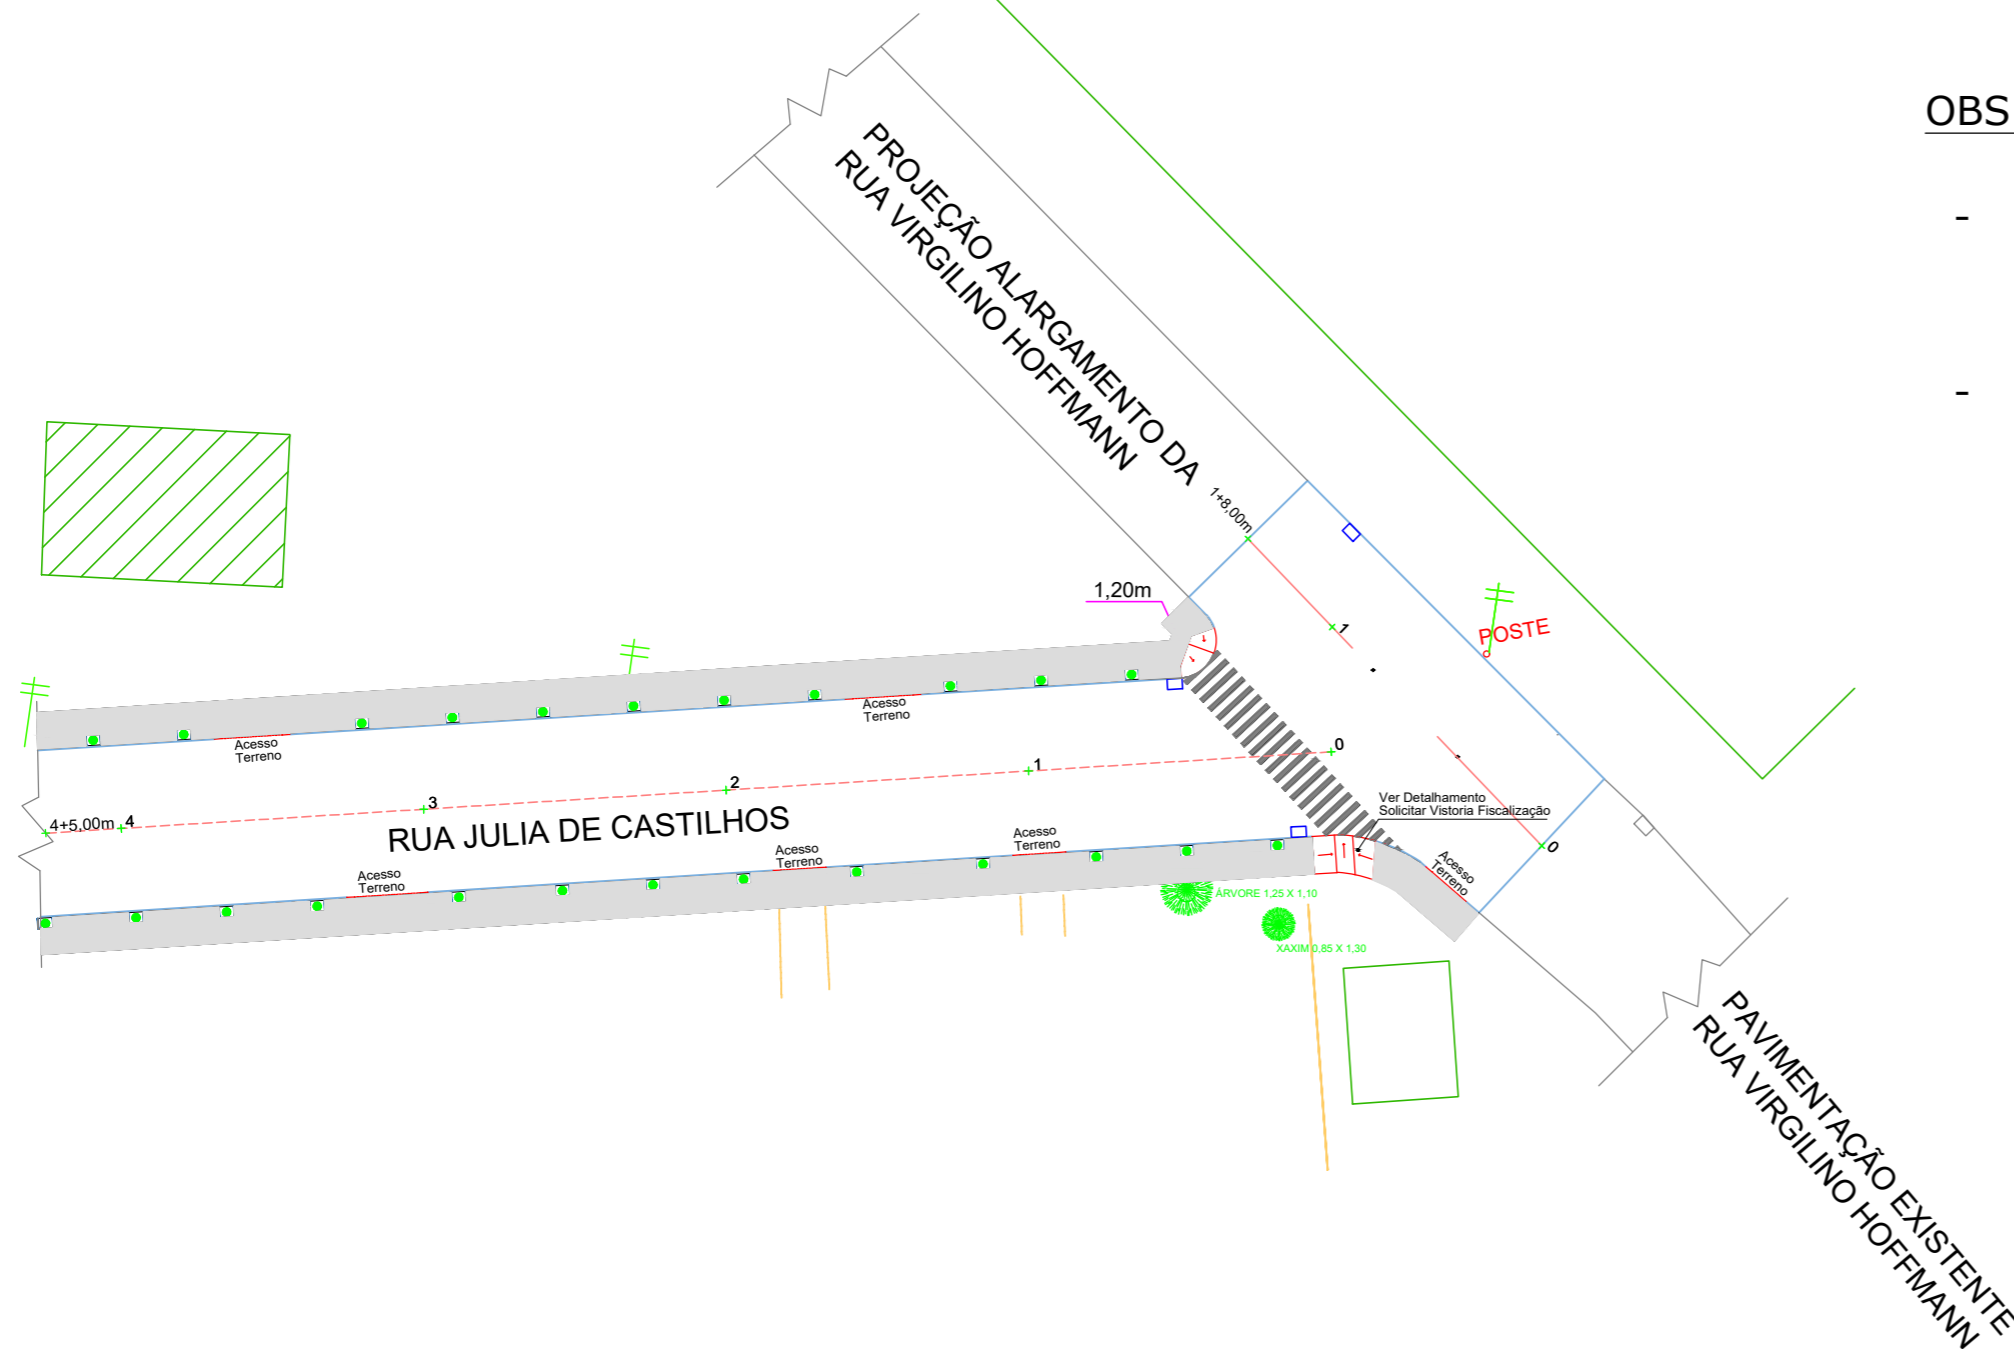 OBS
-
-
PROJEÇÃO ALARGAMENTO DA
RUA VIRGILINO HOFFMANN
1+8,00m
1
1,20m
POSTE
Acesso
Terreno
Acesso
Terreno
0
1
2
3
4
4+5,00m
RUA JULIA DE CASTILHOS
Ver Detalhamento
Solicitar Vistoria Fiscalização
0
Acesso
Terreno
Acesso
Terreno
Acesso
Terreno
Acesso
Terreno
ÁRVORE 1,25 X 1,10
XAXIM 0,85 X 1,30
PAVIMENTAÇÃO EXISTENTE
RUA VIRGILINO HOFFMANN